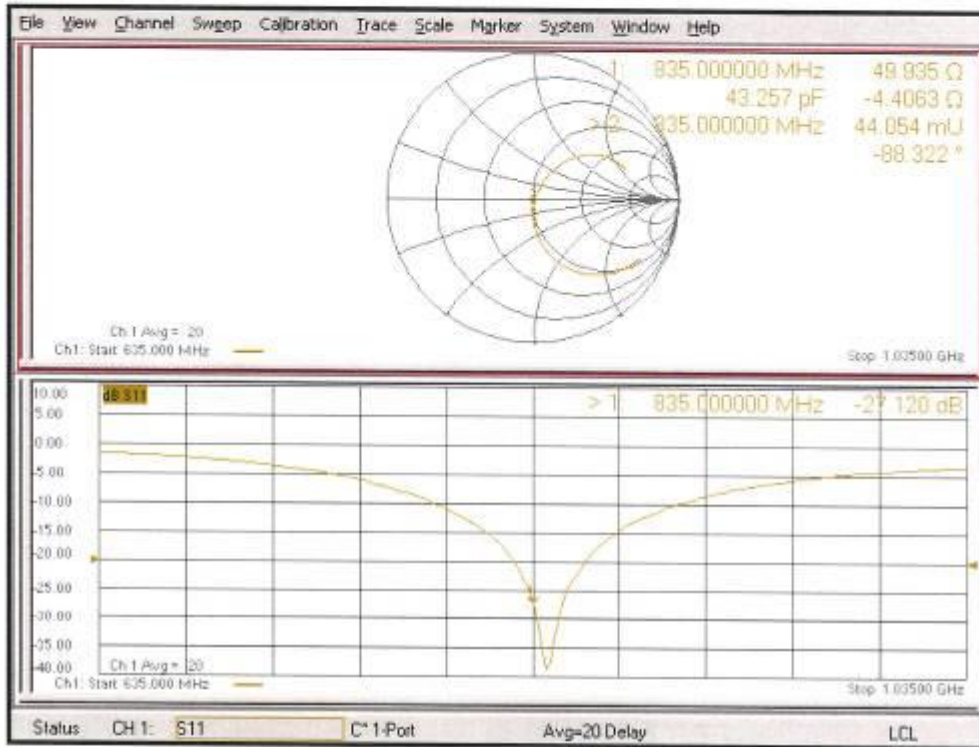 File View Channel Sweep Calibration Trace Scale Marker System Window Help
1: 835.000000 MHz 49.935 Ω
43.257 pF -4.4063 Ω
> 2: 835.000000 MHz 44.054 mU
-88.322 °
Ch 1 Avg = 20
Ch1: Start 635.000 MHz
Stop 1.03500 GHz
10.00
dB S11
> 1: 835.000000 MHz -27.120 dB
5.00
0.00
-5.00
-10.00
-15.00
-20.00
-25.00
-30.00
-35.00
-40.00
Ch 1 Avg = 20
Ch1: Start 635.000 MHz
Stop 1.03500 GHz
Status CH 1: S11 C* 1-Port Avg=20 Delay LCL